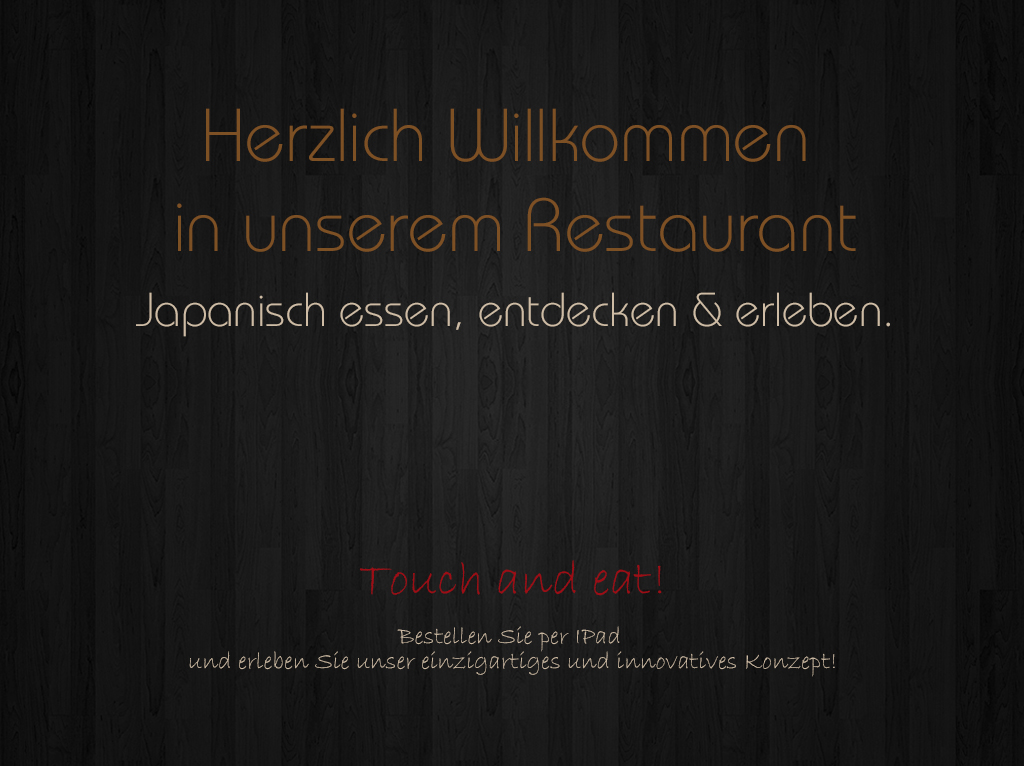 Herzlich Willkommen
in unserem Restaurant
Japanisch essen, entdecken & erleben.
Touch and eat!
Bestellen Sie per IPad
und erleben Sie unser einzigartiges und innovatives Konzept!